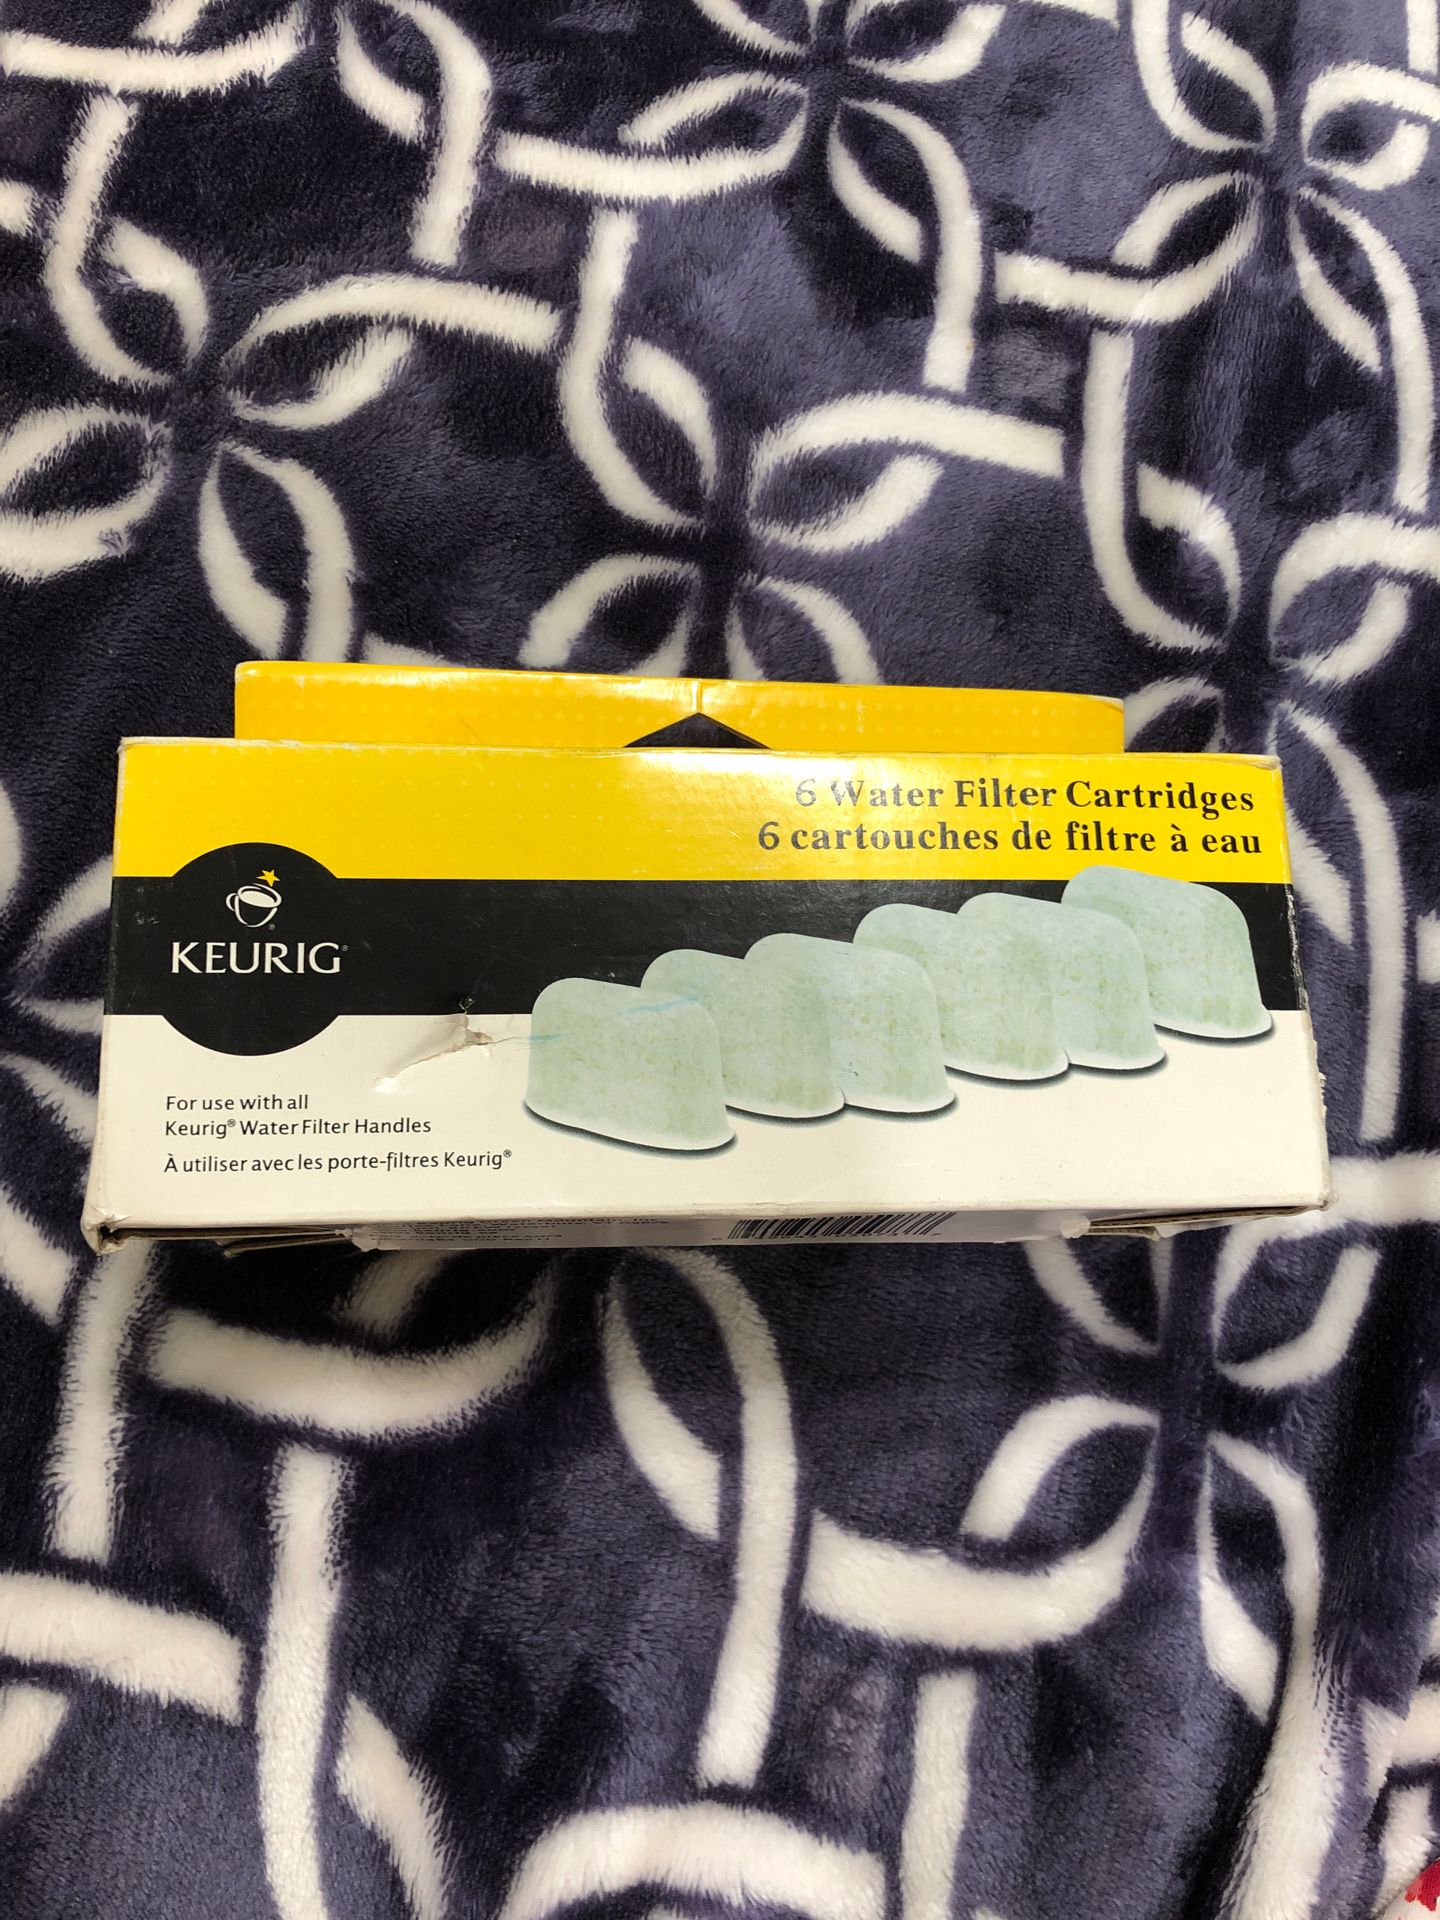 6 Water Filter Cartridges
6 cartouches de filtre à eau
KEURIG®
For use with all
Keurig® Water Filter Handles
À utiliser avec les porte-filtres Keurig®